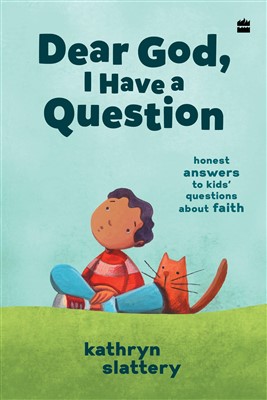 Dear God,
I Have a
Question
honest
answers
to kids'
questions
about faith
kathryn
slattery